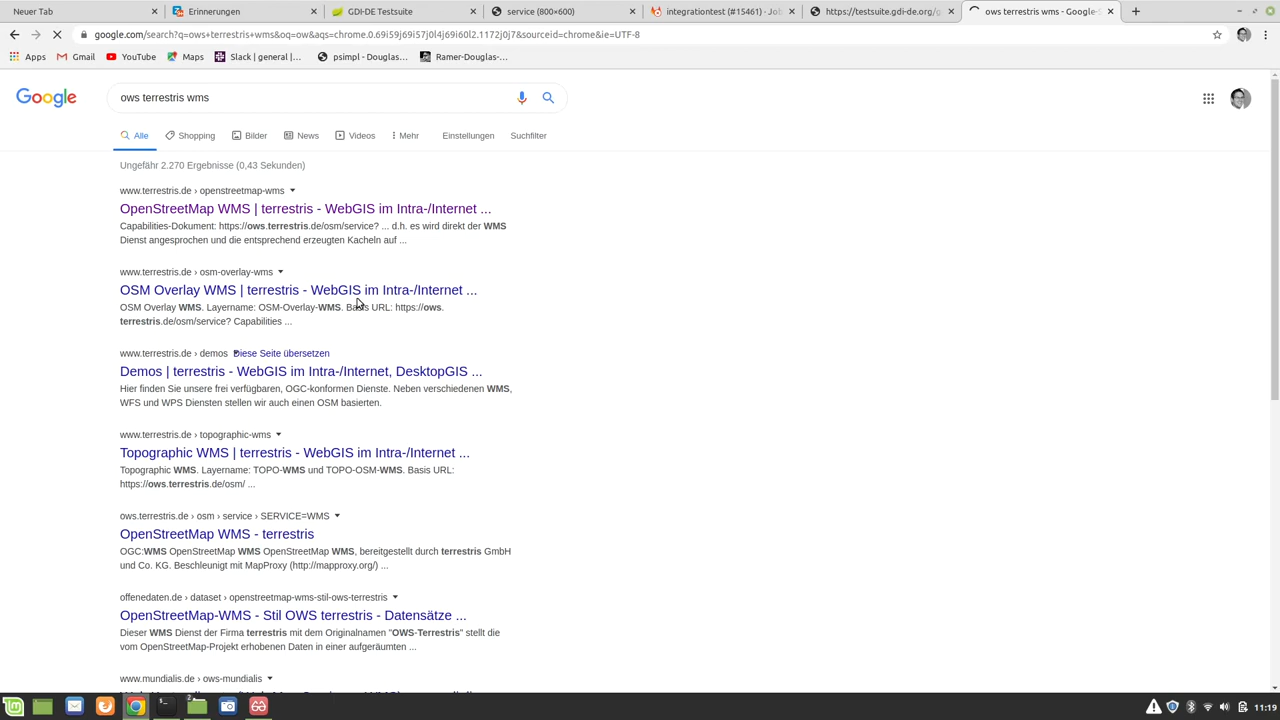 Neuer Tab
Erinnerungen
GDI-DE Testsuite
service (800×600)
integrationtest (#15461) - Jo
https://testsuite.gdi-de.org/g
ows terrestris wms - Google-S
google.com/search?q=ows+terrestris+wms&oq=ow&aqs=chrome.0.69i59j69i57j0l4j69i60l2.1172j0j7&sourceid=chrome&ie=UTF-8
Apps
Gmail
YouTube
Maps
Slack | general |...
psimpl - Douglas...
Ramer-Douglas-...
Google
ows terrestris wms
Alle
Shopping
Bilder
News
Videos
Mehr
Einstellungen
Suchfilter
Ungefähr 2.270 Ergebnisse (0,43 Sekunden)
www.terrestris.de › openstreetmap-wms
OpenStreetMap WMS | terrestris - WebGIS im Intra-/Internet ...
Capabilities-Dokument: https://ows.terrestris.de/osm/service? ... d.h. es wird direkt der WMS
Dienst angesprochen und die entsprechend erzeugten Kacheln auf ...
www.terrestris.de › osm-overlay-wms
OSM Overlay WMS | terrestris - WebGIS im Intra-/Internet ...
OSM Overlay WMS. Layername: OSM-Overlay-WMS. Basis URL: https://ows.
terrestris.de/osm/service? Capabilities ...
www.terrestris.de › demos
Diese Seite übersetzen
Demos | terrestris - WebGIS im Intra-/Internet, DesktopGIS ...
Hier finden Sie unsere frei verfügbaren, OGC-konformen Dienste. Neben verschiedenen WMS,
WFS und WPS Diensten stellen wir auch einen OSM basierten.
www.terrestris.de › topographic-wms
Topographic WMS | terrestris - WebGIS im Intra-/Internet ...
Topographic WMS. Layername: TOPO-WMS und TOPO-OSM-WMS. Basis URL:
https://ows.terrestris.de/osm/ ...
ows.terrestris.de › osm › service › SERVICE=WMS
OpenStreetMap WMS - terrestris
OGC:WMS OpenStreetMap WMS OpenStreetMap WMS, bereitgestellt durch terrestris GmbH
und Co. KG. Beschleunigt mit MapProxy (http://mapproxy.org/) ...
offenedaten.de › dataset › openstreetmap-wms-stil-ows-terrestris
OpenStreetMap-WMS - Stil OWS terrestris - Datensätze ...
Dieser WMS Dienst der Firma terrestris mit dem Originalnamen "OWS-Terrestris" stellt die
vom OpenStreetMap-Projekt erhobenen Daten in einer aufgeräumten ...
www.mundialis.de › ows-mundialis
2
11:19